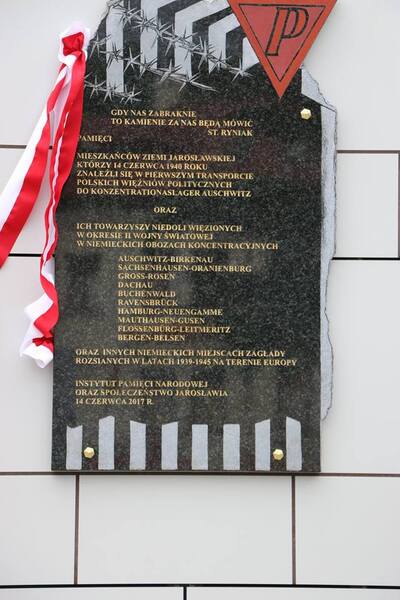 P
GDY NAS ZABRAKNIE
TO KAMIENIE ZA NAS BĘDĄ MÓWIC
ST. RYNIAK
PAMIĘCI
MIESZKAŃCÓW ZIEMI JAROSŁAWSKIEJ
KTÓRZY 14 CZERWCA 1940 ROKU
ZNALEŹLI SIĘ W PIERWSZYM TRANSPORCIE
POLSKICH WIĘŹNIÓW POLITYCZNYCH
DO KONZENTRATIONSLAGER AUSCHWITZ
ORAZ
ICH TOWARZYSZY NIEDOLI WIĘZIONYCH
W OKRESIE II WOJNY ŚWIATOWEJ
W NIEMIECKICH OBOZACH KONCENTRACYJNYCH
AUSCHWITZ-BIRKENAU
SACHSENHAUSEN-ORANIENBURG
GROSS-ROSEN
DACHAU
BUCHENWALD
RAVENSBRÜCK
HAMBURG-NEUENGAMME
MAUTHAUSEN-GUSEN
FLOSSENBÜRG-LEITMERITZ
BERGEN-BELSEN
ORAZ INNYCH NIEMIECKICH MIEJSCACH ZAGŁADY
ROZSIANYCH W LATACH 1939-1945 NA TERENIE EUROPY
INSTYTUT PAMIĘCI NARODOWEJ
ORAZ SPOŁECZEŃSTWO JAROSŁAWIA
14 CZERWCA 2017 R.